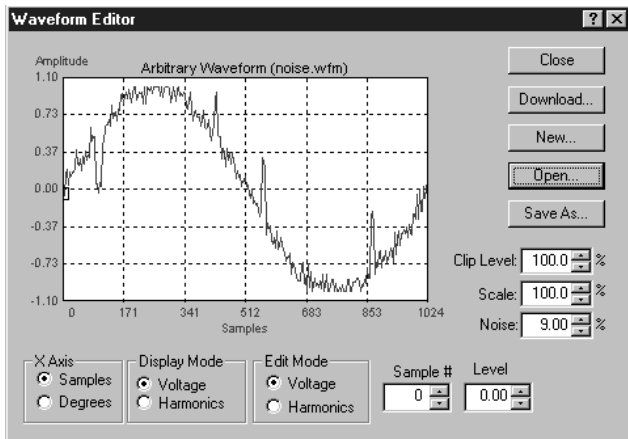 Waveform Editor
Amplitude
Arbitrary Waveform (noise.wfm)
1.10
0.73
0.37
0.00
-0.37
-0.73
-1.10
0 171 341 512 683 853 1024
Samples
Close
Download...
New...
Open...
Save As...
Clip Level: 100.0 %
Scale: 100.0 %
Noise: 9.00 %
X Axis
Samples
Degrees
Display Mode
Voltage
Harmonics
Edit Mode
Voltage
Harmonics
Sample #
0
Level
0.00